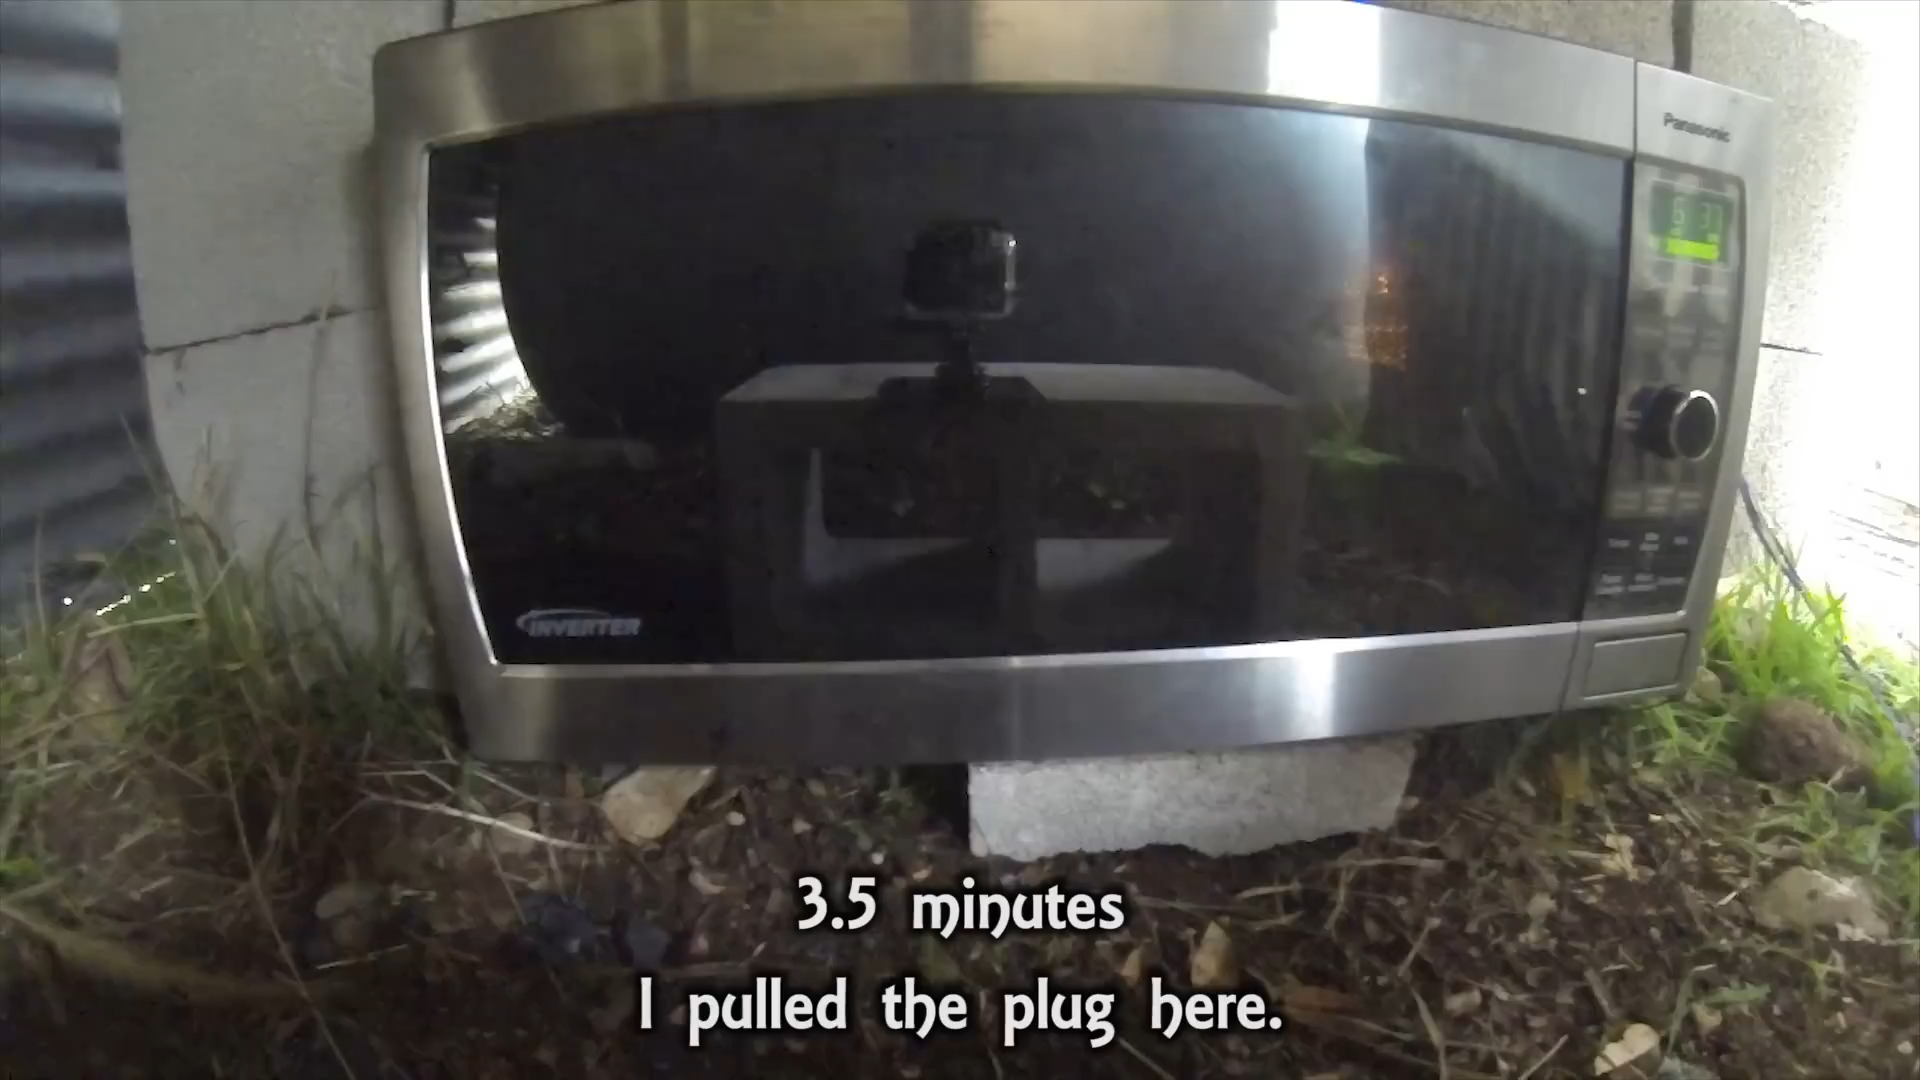 Panasonic
INVERTER
3.5 minutes
I pulled the plug here.